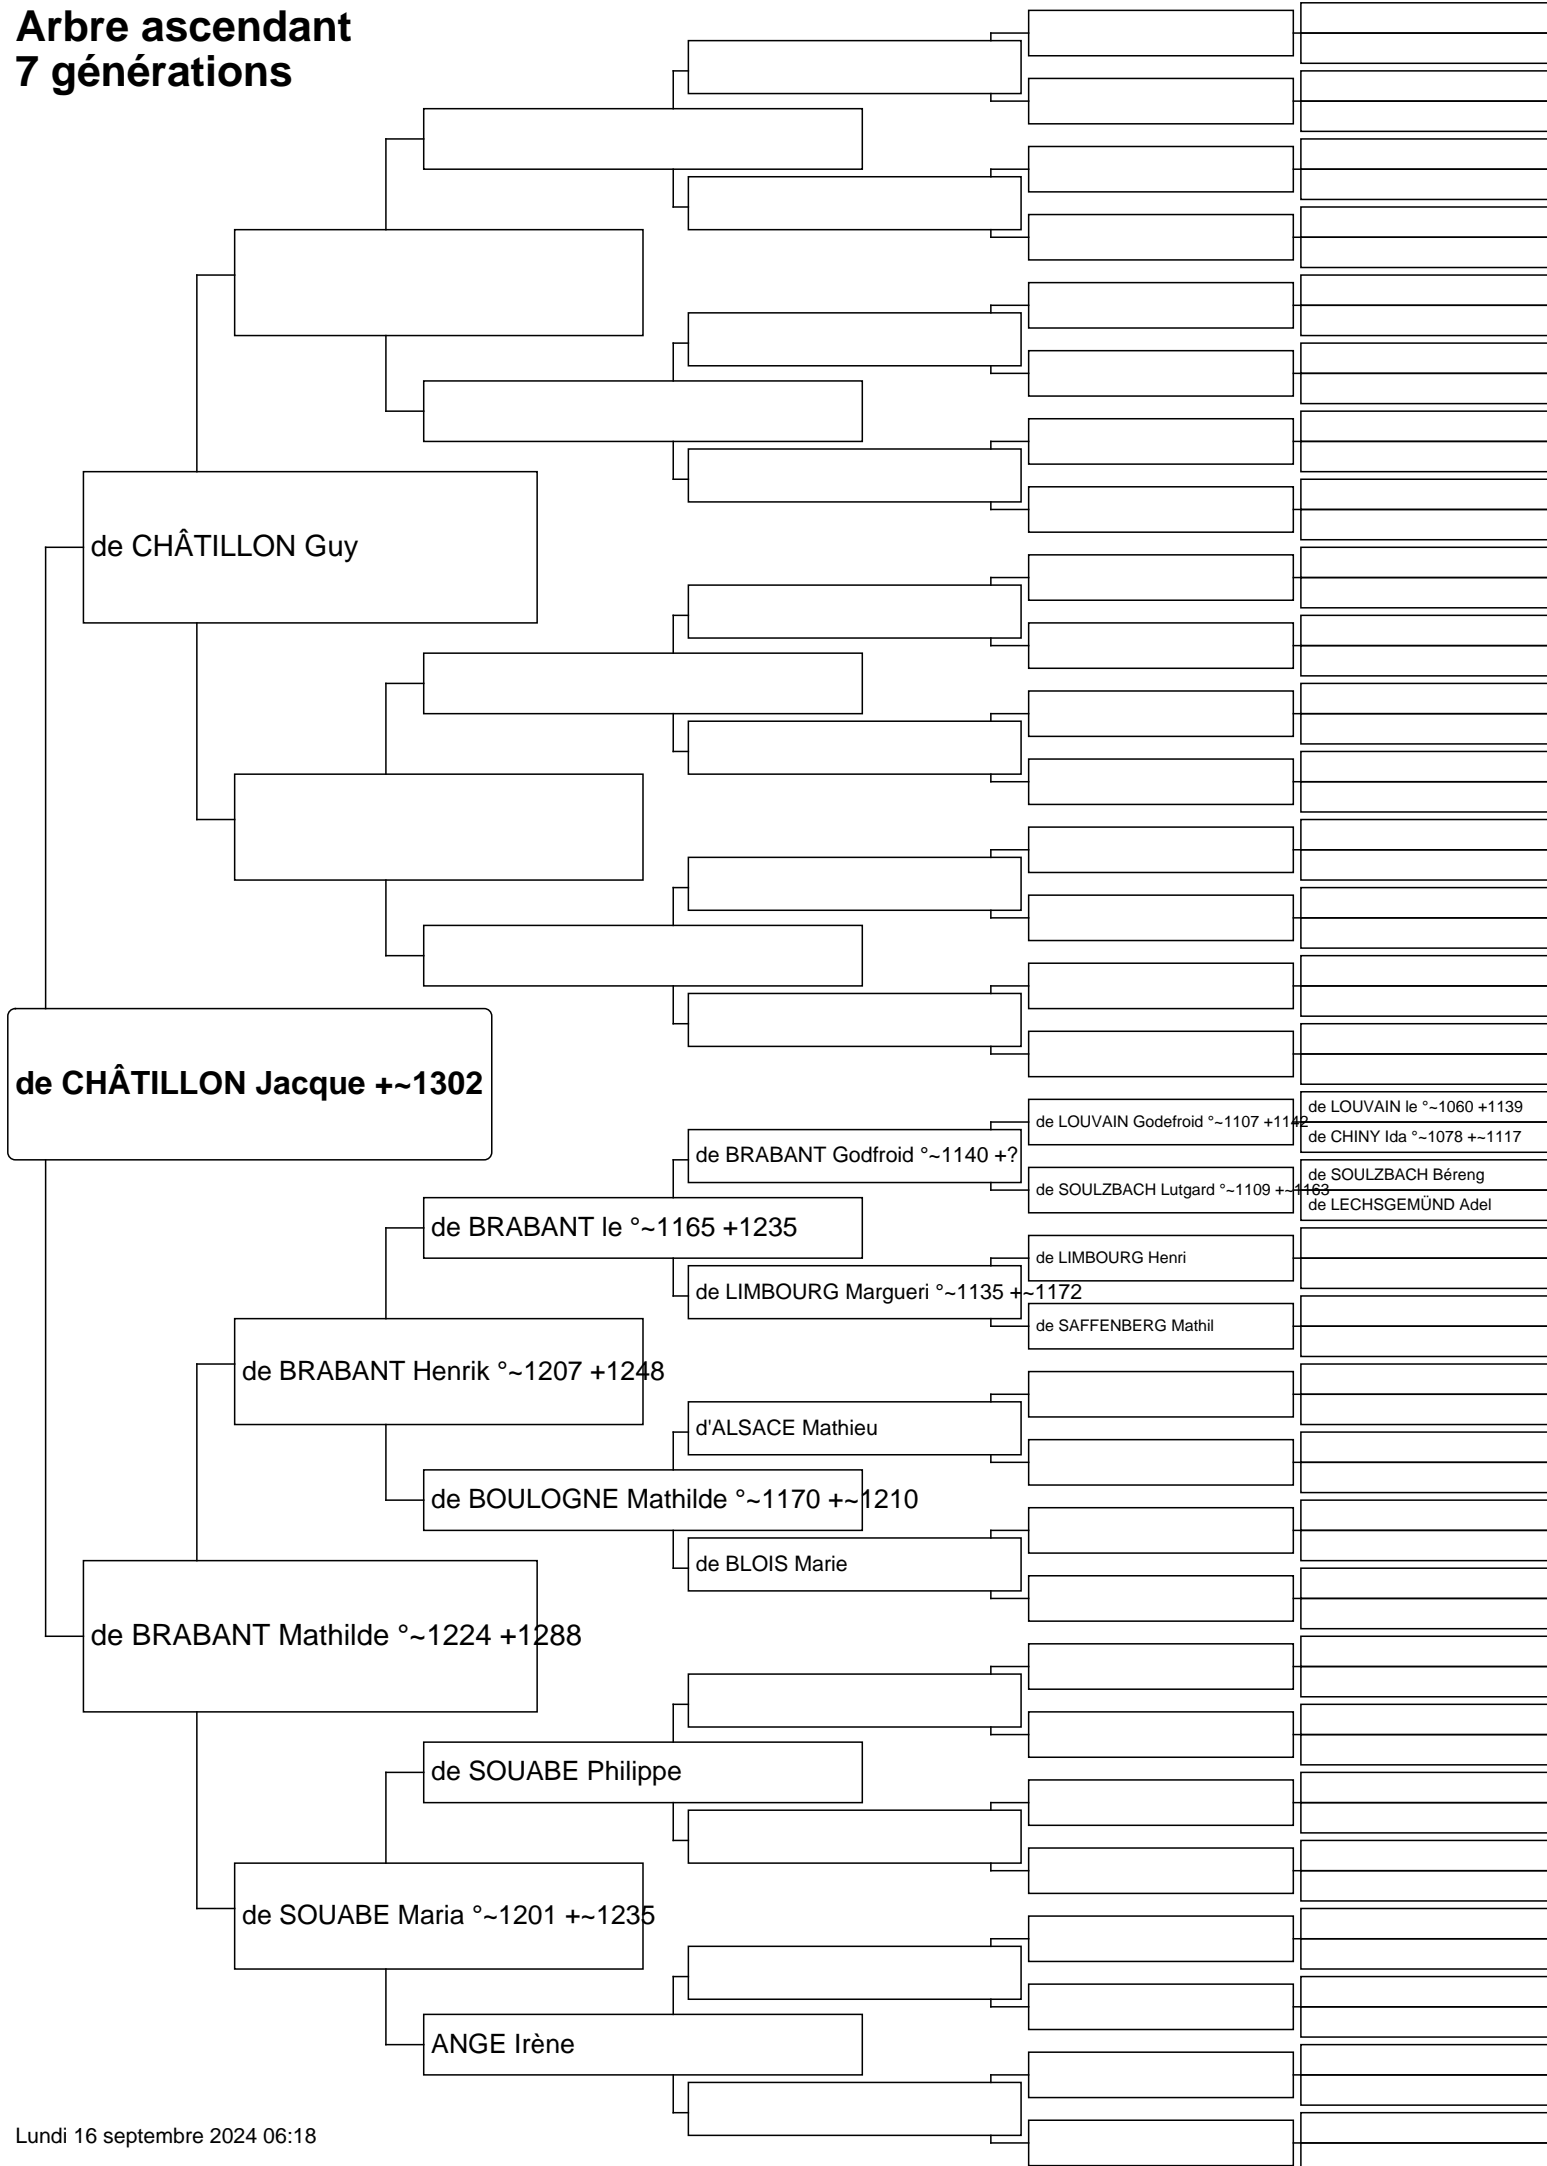 Arbre ascendant
7 générations
de CHÂTILLON Guy
de CHÂTILLON Jacque +~1302
de LOUVAIN Godefroid °~1107 +1142
de LOUVAIN le °~1060 +1139
de CHINY Ida °~1078 +~1117
de BRABANT Godfroid °~1140 +?
de SOULZBACH Lutgard °~1109 +~1163
de SOULZBACH Béreng
de LECHSGEMÜND Adel
de BRABANT le °~1165 +1235
de LIMBOURG Henri
de LIMBOURG Margueri °~1135 +~1172
de SAFFENBERG Mathil
de BRABANT Henrik °~1207 +1248
d'ALSACE Mathieu
de BOULOGNE Mathilde °~1170 +~1210
de BLOIS Marie
de BRABANT Mathilde °~1224 +1288
de SOUABE Philippe
de SOUABE Maria °~1201 +~1235
ANGE Irène
Lundi 16 septembre 2024 06:18